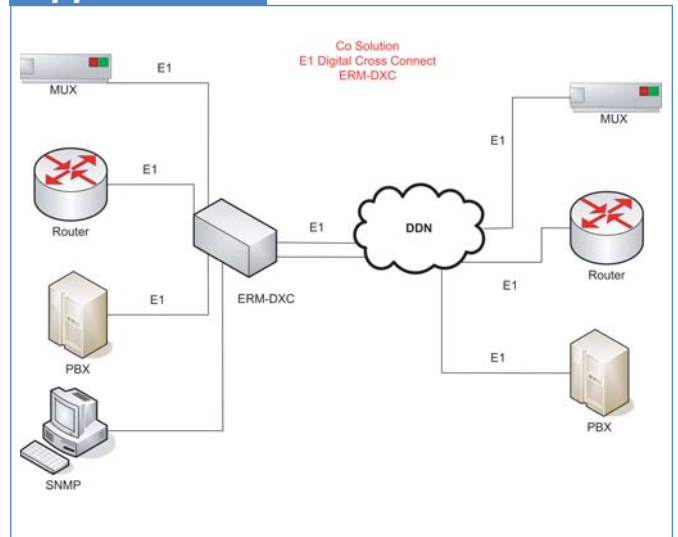 Co Solution
E1 Digital Cross Connect
ERM-DXC
E1
MUX
E1
Router
E1
PBX
SNMP
ERM-DXC
E1
DDN
E1
MUX
E1
Router
E1
PBX